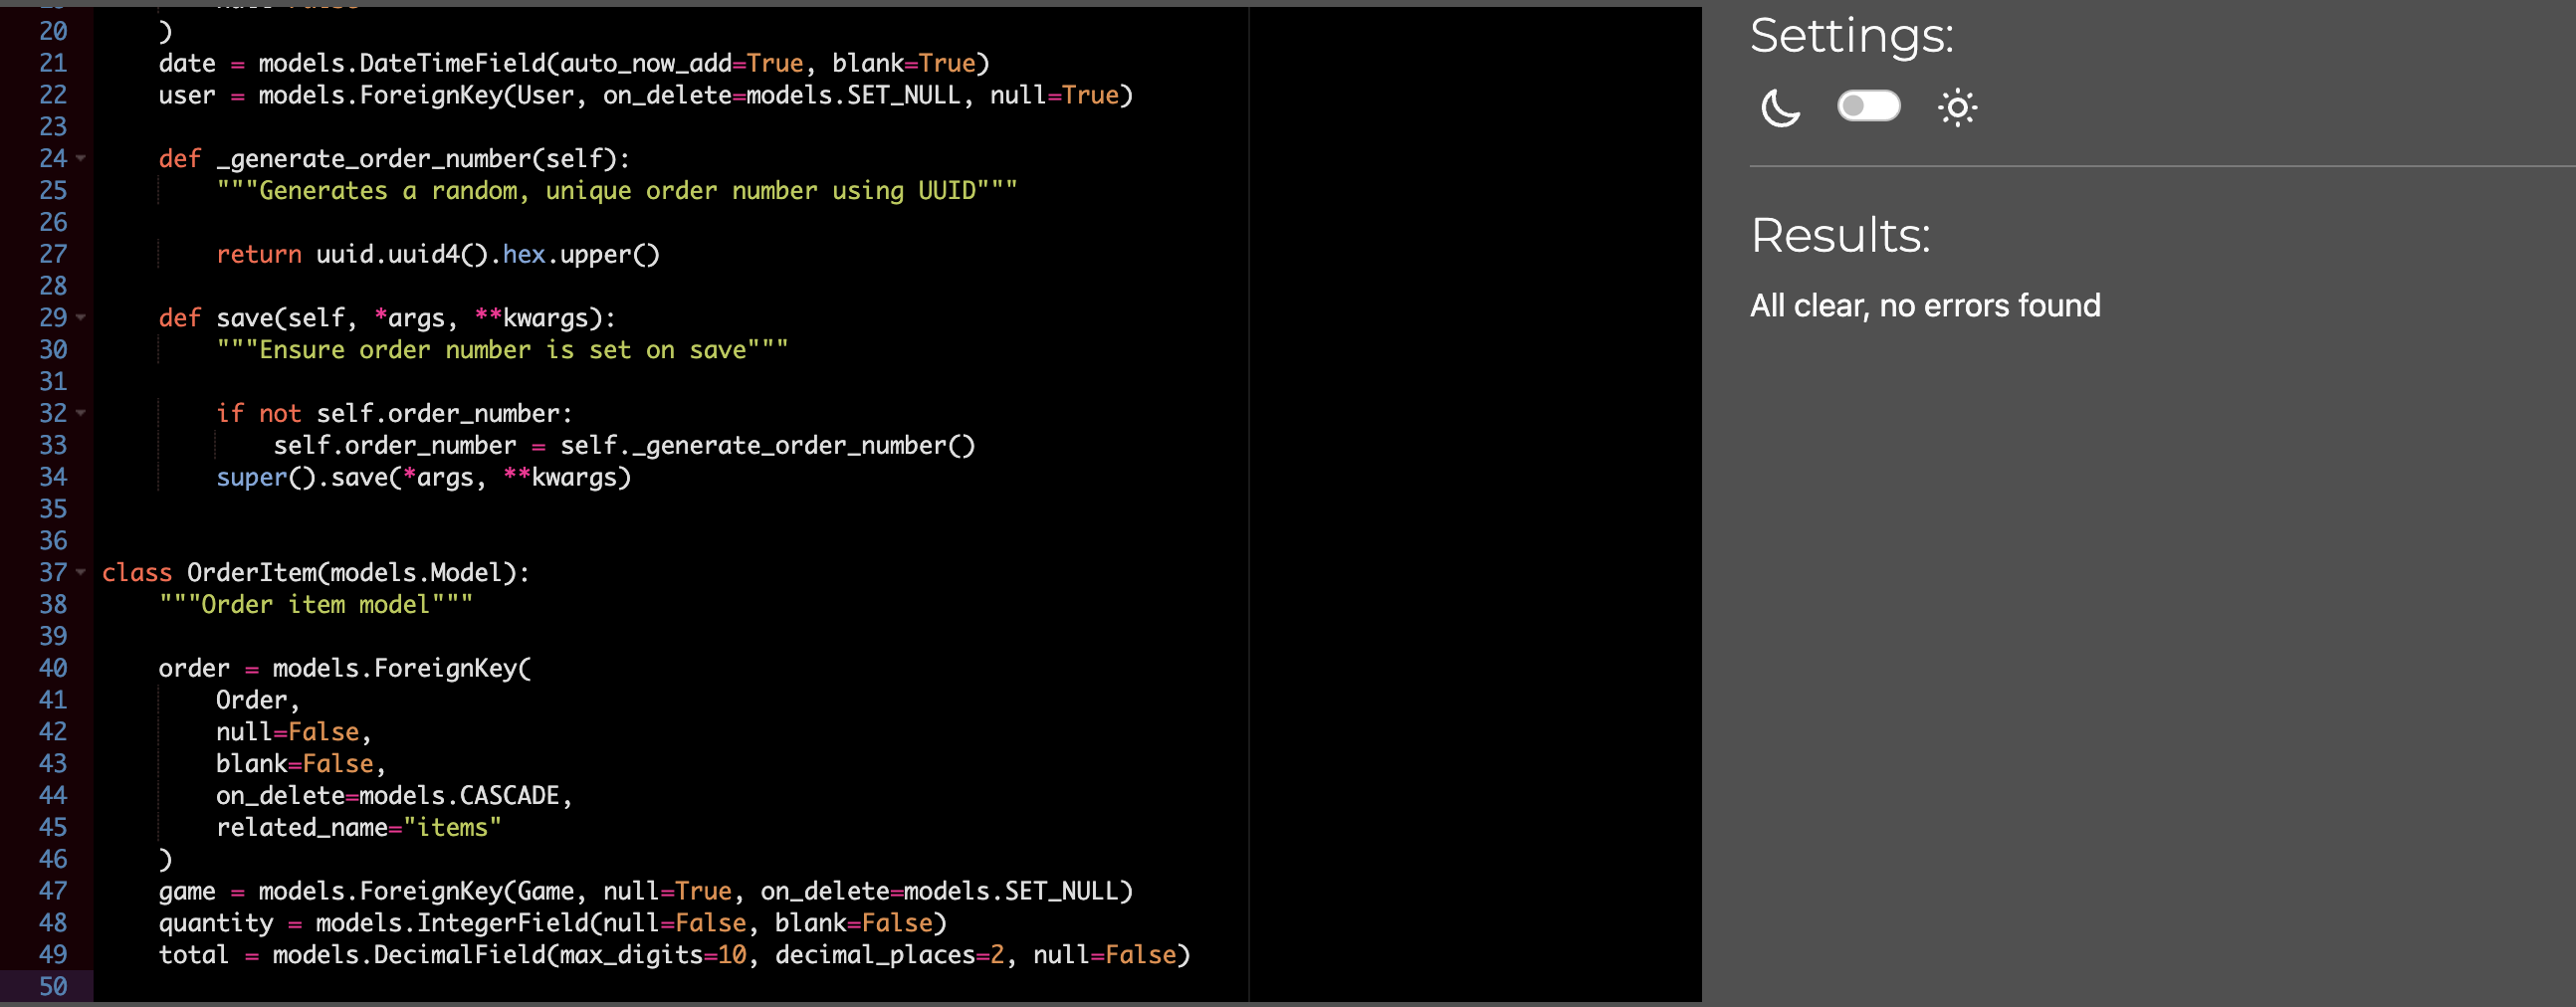 20 )
21 date = models.DateTimeField(auto_now_add=True, blank=True)
22 user = models.ForeignKey(User, on_delete=models.SET_NULL, null=True)
23
24 def _generate_order_number(self):
25 """Generates a random, unique order number using UUID"""
26
27 return uuid.uuid4().hex.upper()
28
29 def save(self, *args, **kwargs):
30 """Ensure order number is set on save"""
31
32 if not self.order_number:
33 self.order_number = self._generate_order_number()
34 super().save(*args, **kwargs)
35
36
37 class OrderItem(models.Model):
38 """Order item model"""
39
40 order = models.ForeignKey(
41 Order,
42 null=False,
43 blank=False,
44 on_delete=models.CASCADE,
45 related_name="items"
46 )
47 game = models.ForeignKey(Game, null=True, on_delete=models.SET_NULL)
48 quantity = models.IntegerField(null=False, blank=False)
49 total = models.DecimalField(max_digits=10, decimal_places=2, null=False)
50
Settings:
Results:
All clear, no errors found